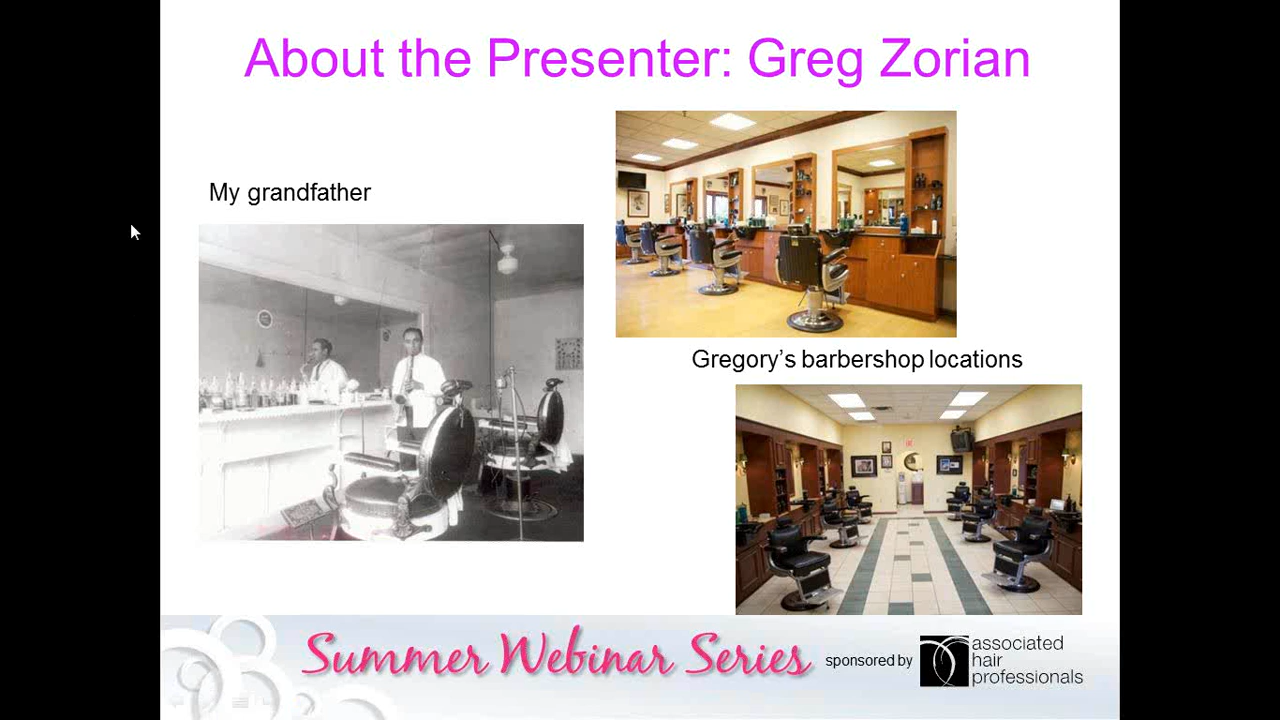 About the Presenter: Greg Zorian
My grandfather
Gregory's barbershop locations
Summer Webinar Series
sponsored by
associated
hair
professionals